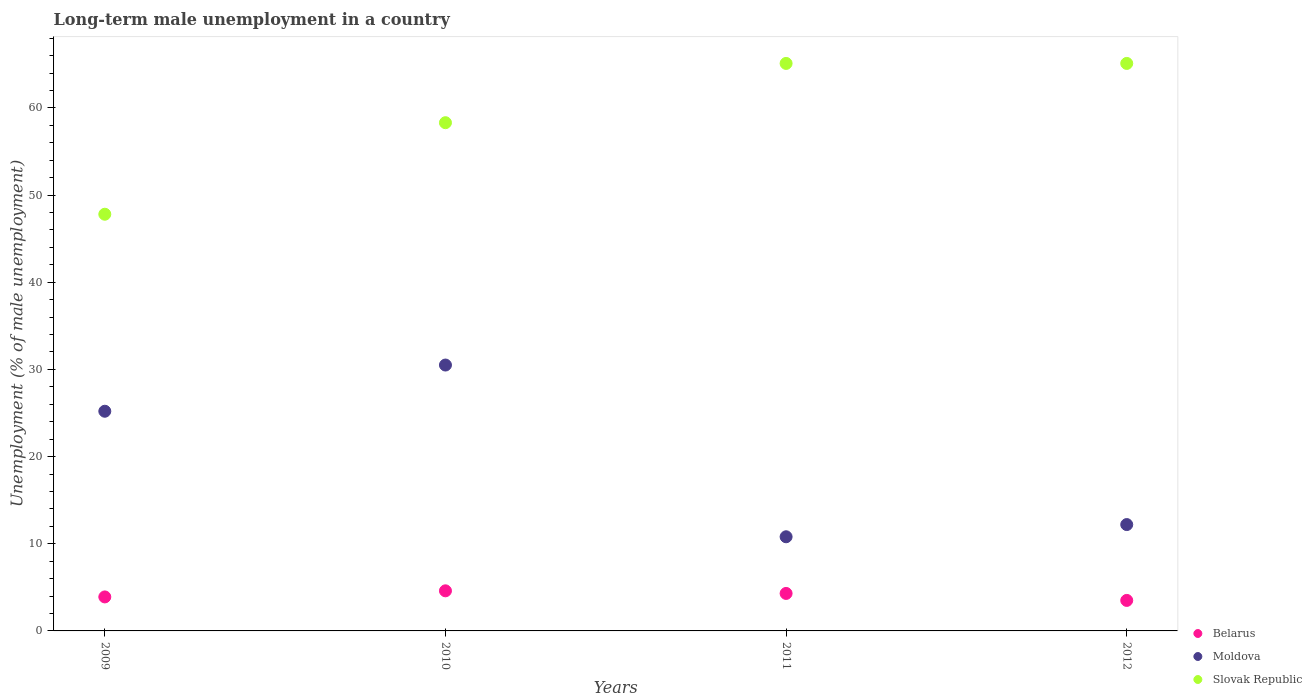 Long-term male unemployment in a country
Unemployment (% of male unemployment)
60
50
40
30
20
10
0
2009
2010
2011
2012
Years
Belarus
Moldova
Slovak Republic